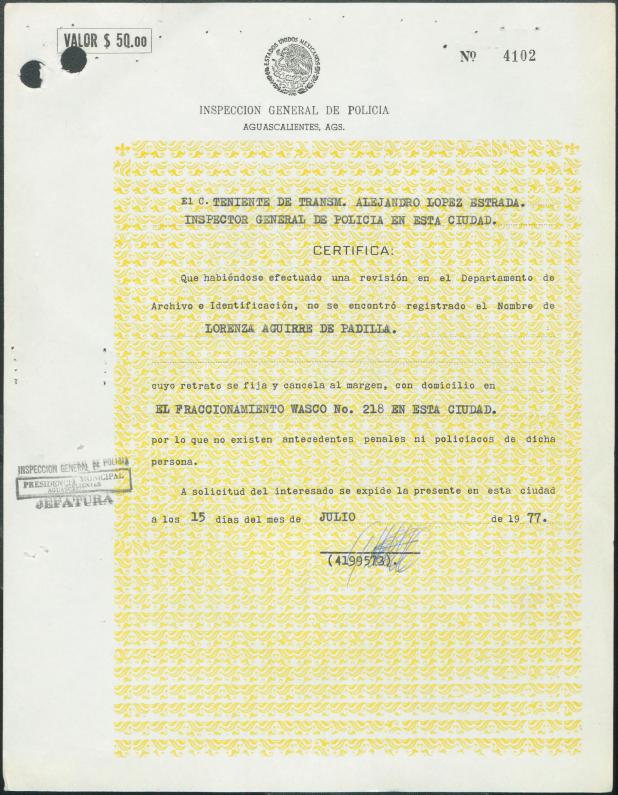 VALOR $ 50.00
ESTADOS UNIDOS MEXICANOS
Nº 4102
INSPECCION GENERAL DE POLICIA
AGUASCALIENTES, AGS.
El C. TENIENTE DE TRANSM. ALEJANDRO LOPEZ ESTRADA.
INSPECTOR GENERAL DE POLICIA EN ESTA CIUDAD.
CERTIFICA:
Que habiéndose efectuado una revisión en el Departamento de
Archivo e Identificación, no se encontró registrado el Nombre de
LORENZA AGUIRRE DE PADILLA.
cuyo retrato se fija y cancela al margen, con domicilio en
EL FRACCIONAMIENTO WASCO No. 218 EN ESTA CIUDAD.
por lo que no existen antecedentes penales ni policíacos de dicha
persona.
INSPECCION GENERAL DE POLICIA
PRESIDENCIA MUNICIPAL
AGUASCALIENTES
JEFATURA
A solicitud del interesado se expide la presente en esta ciudad
a los 15 días del mes de JULIO de 19 77.
(4199573).